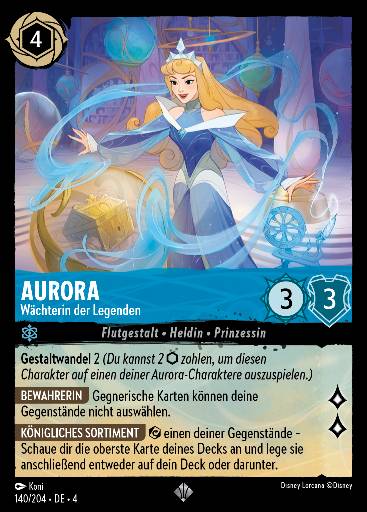 4
AURORA
Wächterin der Legenden
3 3
Flutgestalt • Heldin • Prinzessin
Gestaltwandel 2 (Du kannst 2 zahlen, um diesen
Charakter auf einen deiner Aurora-Charaktere auszuspielen.)
BEWAHRERIN Gegnerische Karten können deine
Gegenstände nicht auswählen.
KÖNIGLICHES SORTIMENT einen deiner Gegenstände –
Schaue dir die oberste Karte deines Decks an und lege sie
anschließend entweder auf dein Deck oder darunter.
Koni
140/204 • DE • 4
Disney Lorcana ©Disney